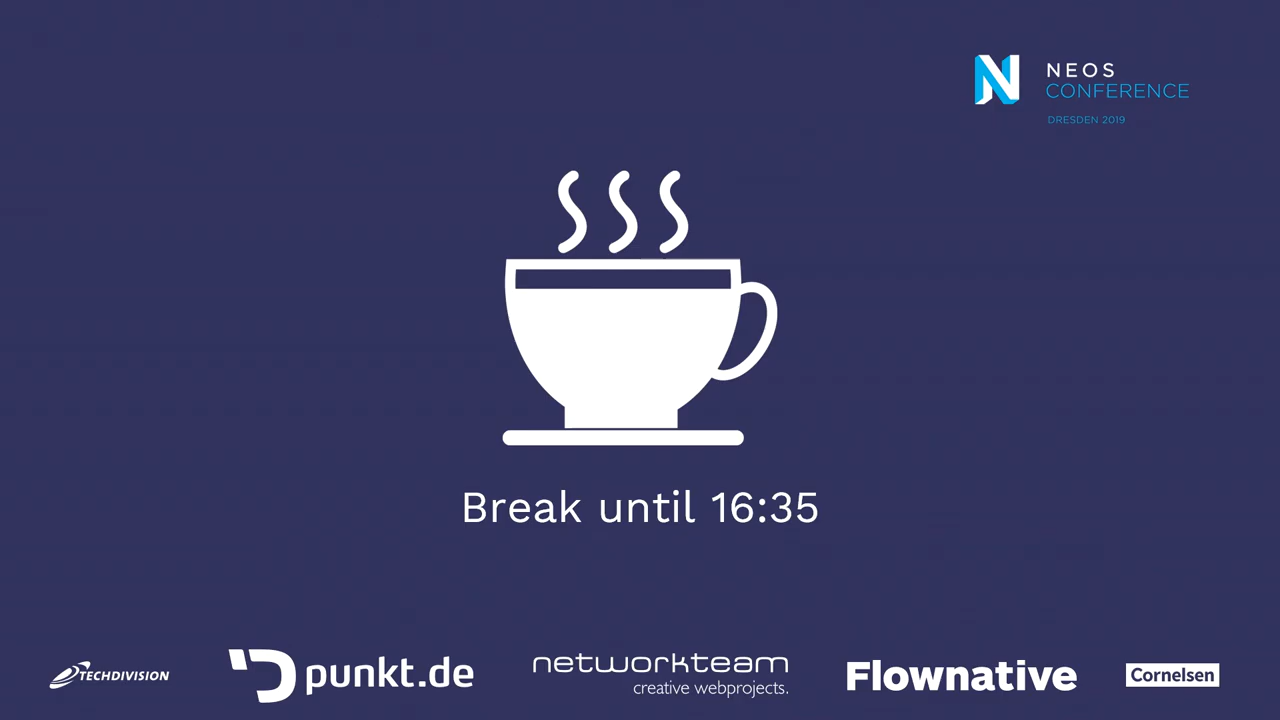 NEOS
CONFERENCE
DRESDEN 2019
Break until 16:35
TECHDIVISION
punkt.de
networkteam
creative webprojects.
Flownative
Cornelsen